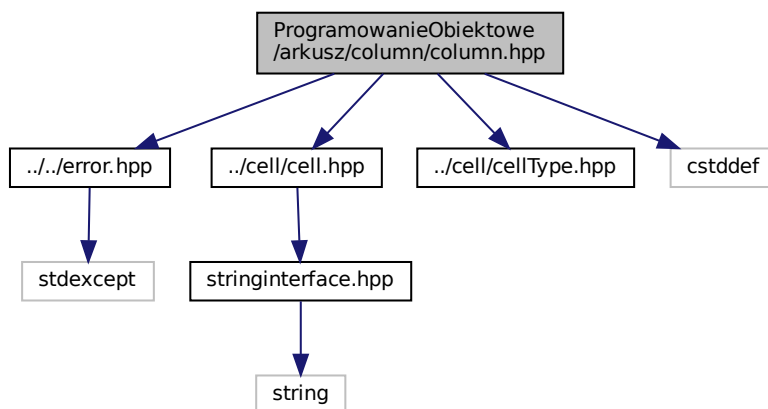 ProgramowanieObiektowe
/arkusz/column/column.hpp
../../error.hpp
../cell/cell.hpp
../cell/cellType.hpp
cstddef
stdexcept
stringinterface.hpp
string